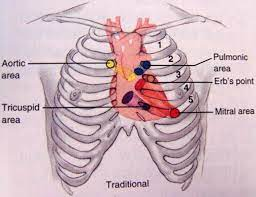 1
2
3
4
5
Aortic
area
Tricuspid
area
Pulmonic
area
Erb's point
Mitral area
Traditional